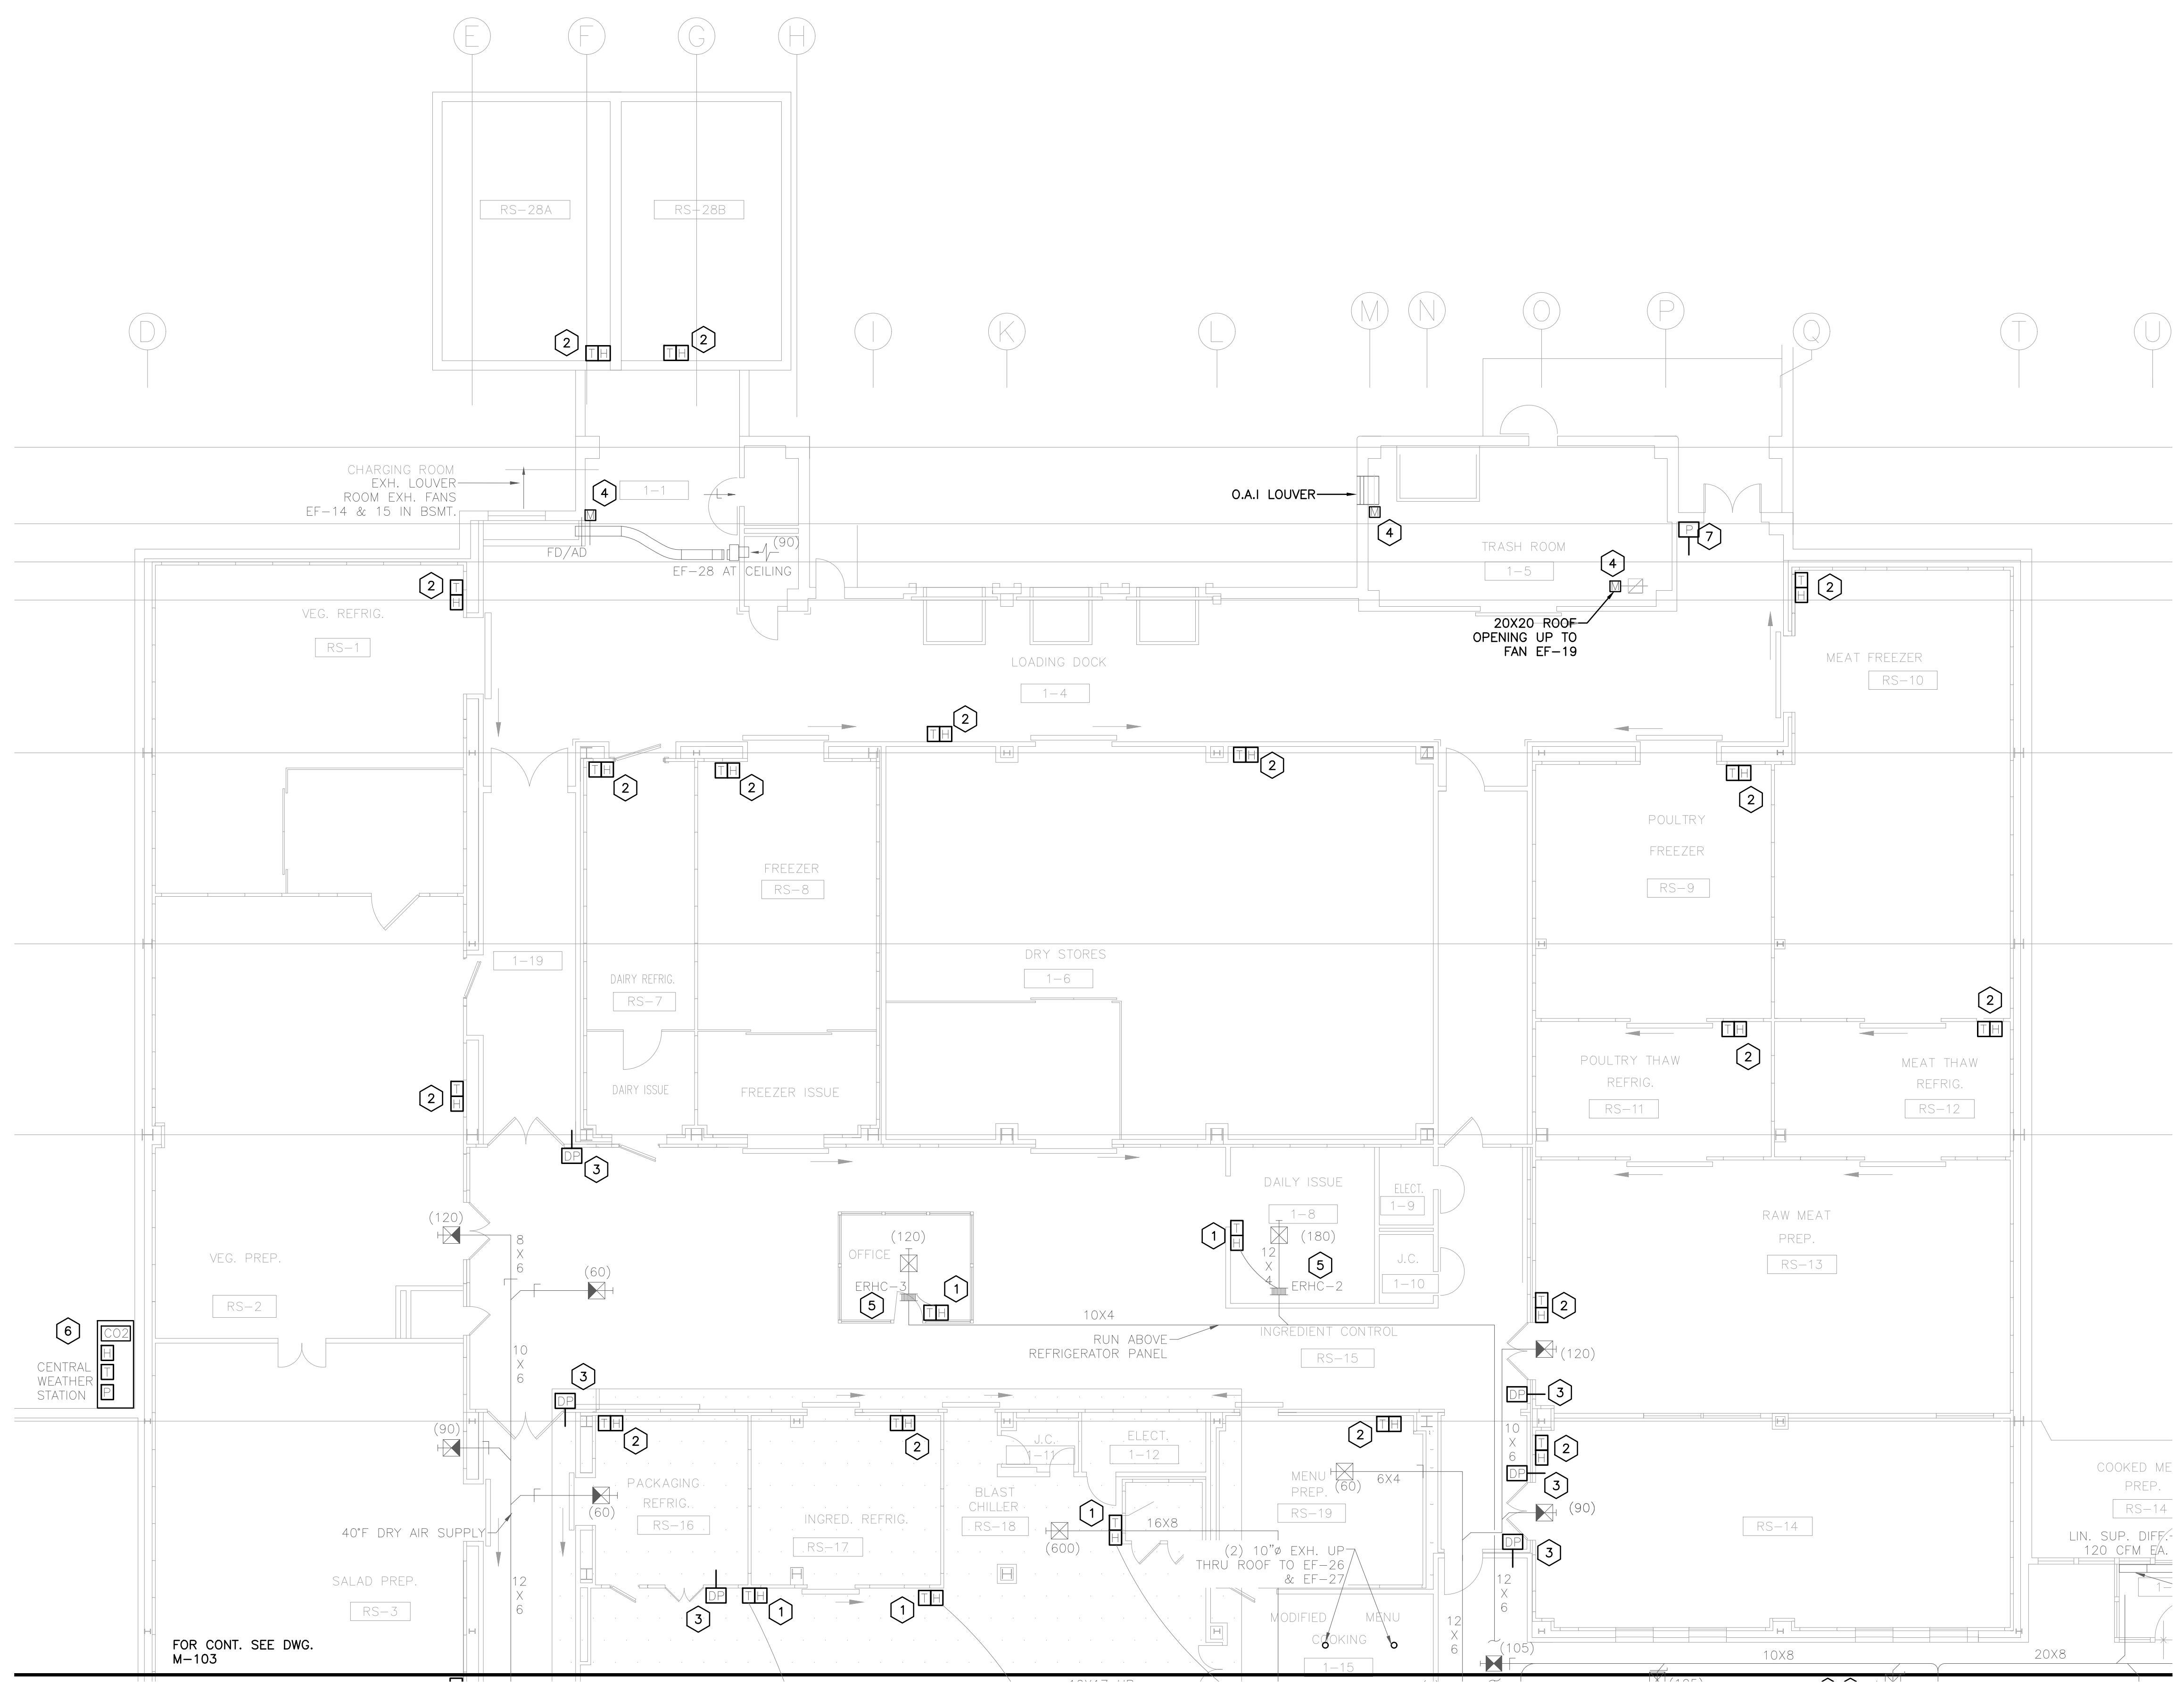 E
F
G
H
RS-28A
RS-28B
2
T H
T H
2
D
I
K
L
M
N
O
P
Q
T
U
CHARGING ROOM
EXH. LOUVER
ROOM EXH. FANS
EF-14 & 15 IN BSMT.
4
1-1
M
FD/AD
(90)
EF-28 AT CEILING
O.A.I LOUVER
M
4
P
7
TRASH ROOM
1-5
4
M
20X20 ROOF
OPENING UP TO
FAN EF-19
2
T
H
VEG. REFRIG.
RS-1
T
H
2
MEAT FREEZER
RS-10
LOADING DOCK
1-4
T H
2
T H
2
T H
2
T H
2
T H
2
POULTRY
FREEZER
RS-9
FREEZER
RS-8
DRY STORES
1-6
1-19
DAIRY REFRIG.
RS-7
2
T H
2
T H
DAIRY ISSUE
FREEZER ISSUE
POULTRY THAW
REFRIG.
RS-11
MEAT THAW
REFRIG.
RS-12
2
T
H
DP
3
DAILY ISSUE
1-8
ELECT.
1-9
RAW MEAT
PREP.
RS-13
(120)
8
X
6
VEG. PREP.
RS-2
(60)
(120)
OFFICE
ERHC-3
5
1
T H
1
T
H
(180)
12
X
4
5
ERHC-2
J.C.
1-10
T
H
2
10X4
RUN ABOVE
REFRIGERATOR PANEL
INGREDIENT CONTROL
RS-15
(120)
6
CO2
H
T
P
CENTRAL
WEATHER
STATION
10
X
6
3
DP
DP
3
(90)
T H
2
T H
2
2
T H
10
X
6
T
H
2
DP
3
J.C.
1-11
ELECT.
1-12
PACKAGING
REFRIG.
RS-16
INGRED. REFRIG.
RS-17
BLAST
CHILLER
RS-18
MENU
PREP.
RS-19
(60)
6X4
COOKED ME
PREP.
RS-14
(60)
40°F DRY AIR SUPPLY
1
T
H
16X8
(600)
(90)
RS-14
DP
3
LIN. SUP. DIFF.
120 CFM EA.
(2) 10"ø EXH. UP
THRU ROOF TO EF-26
& EF-27
SALAD PREP.
RS-3
12
X
6
DP
3
T H
1
1
T H
12
X
6
MODIFIED MENU
COOKING
1-15
12
X
6
(105)
10X8
20X8
FOR CONT. SEE DWG.
M-103